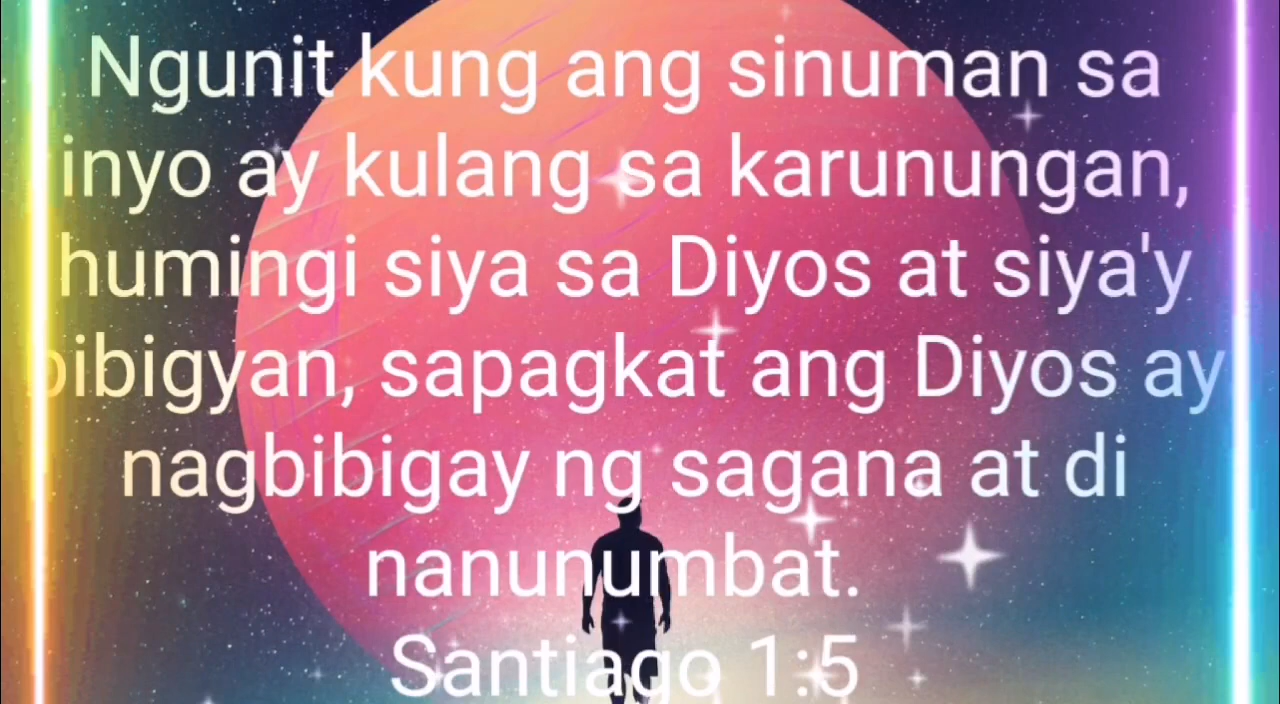 Ngunit kung ang sinuman sa
inyo ay kulang sa karunungan,
humingi siya sa Diyos at siya'y
bibigyan, sapagkat ang Diyos ay
nagbibigay ng sagana at di
nanunumbat.
Santiago 1:5